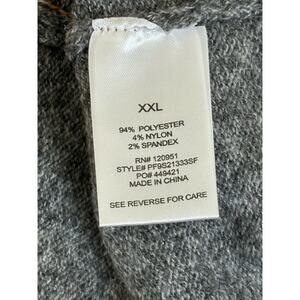 XXL
94% POLYESTER
4% NYLON
2% SPANDEX
RN# 120951
STYLE# PF9S21333SF
PO# 449421
MADE IN CHINA
SEE REVERSE FOR CARE